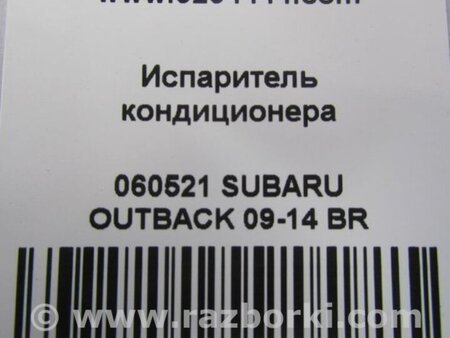 Испаритель
кондиционера
060521 SUBARU
OUTBACK 09-14 BR
© www.razborki.com